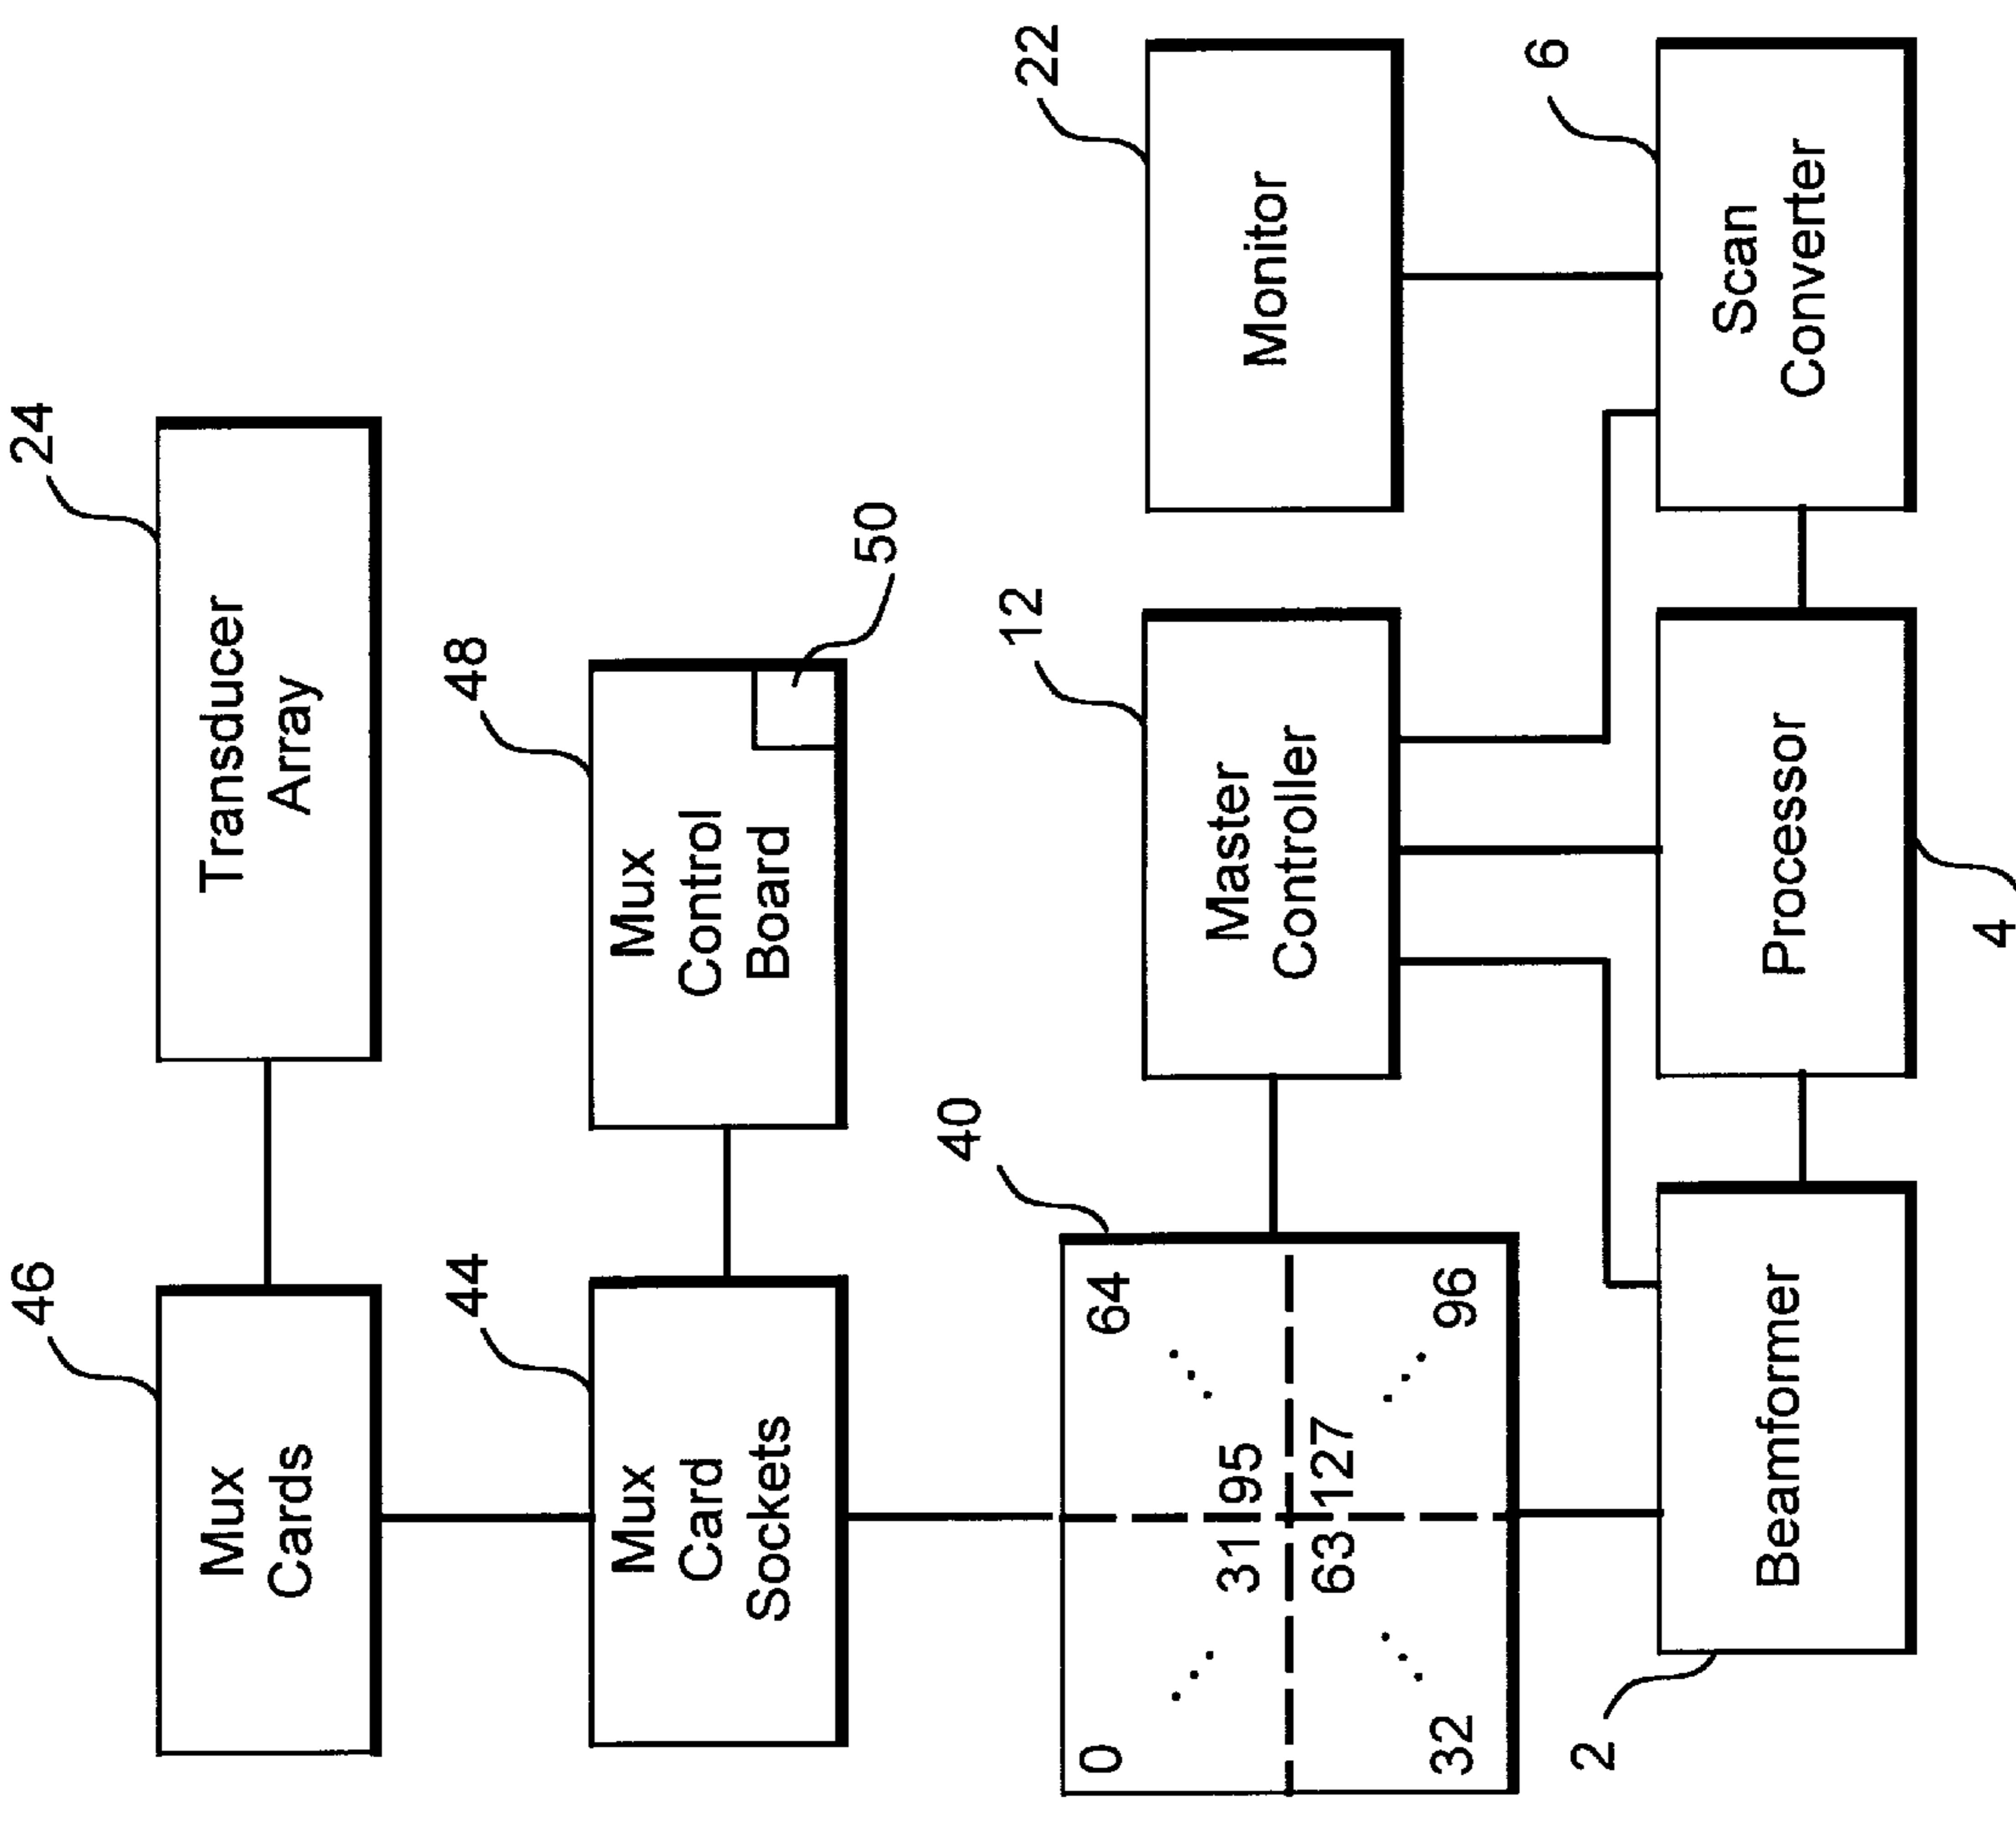 46
Mux
Cards
24
Transducer
Array
44
Mux
Card
Sockets
48
Mux
Control
Board
50
40
0
64
31
95
63
127
32
96
12
Master
Controller
22
Monitor
2
Beamformer
Processor
4
6
Scan
Converter